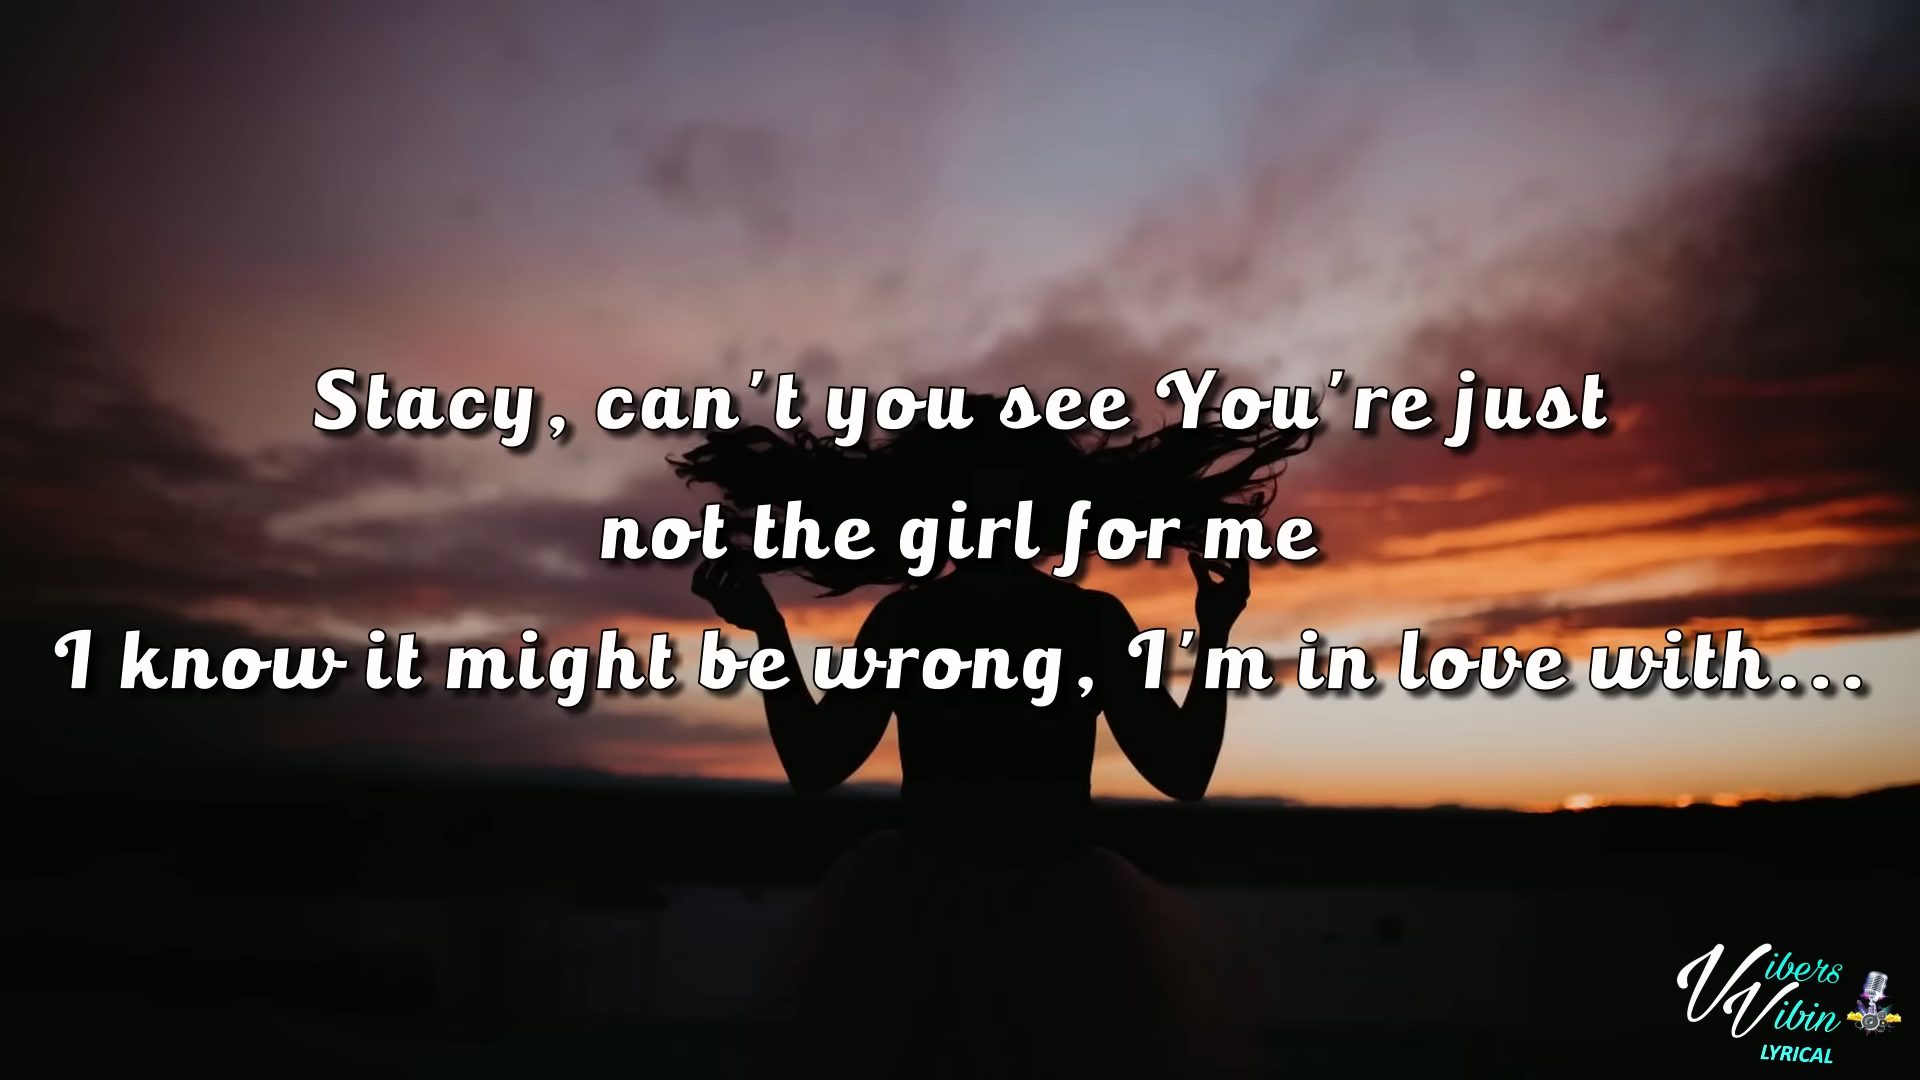 Stacy, can't you see You're just
not the girl for me
I know it might be wrong, I'm in love with...
Vibers
Vibin
LYRICAL